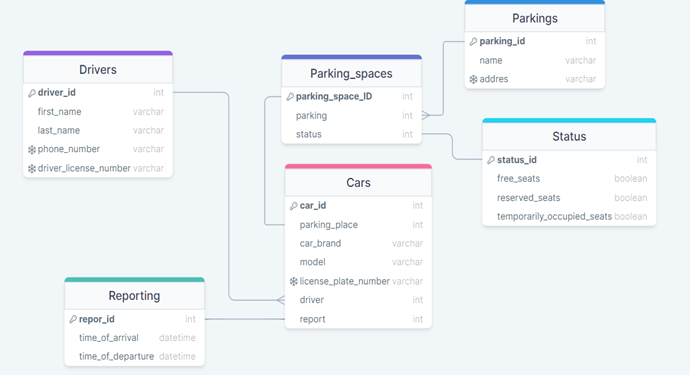 Drivers
driver_id int
first_name varchar
last_name varchar
phone_number varchar
driver_license_number varchar
Parking_spaces
parking_space_ID int
parking int
status int
Parkings
parking_id int
name varchar
addres varchar
Status
status_id int
free_seats boolean
reserved_seats boolean
temporarily_occupied_seats boolean
Cars
car_id int
parking_place int
car_brand varchar
model varchar
license_plate_number varchar
driver int
report int
Reporting
repor_id int
time_of_arrival datetime
time_of_departure datetime